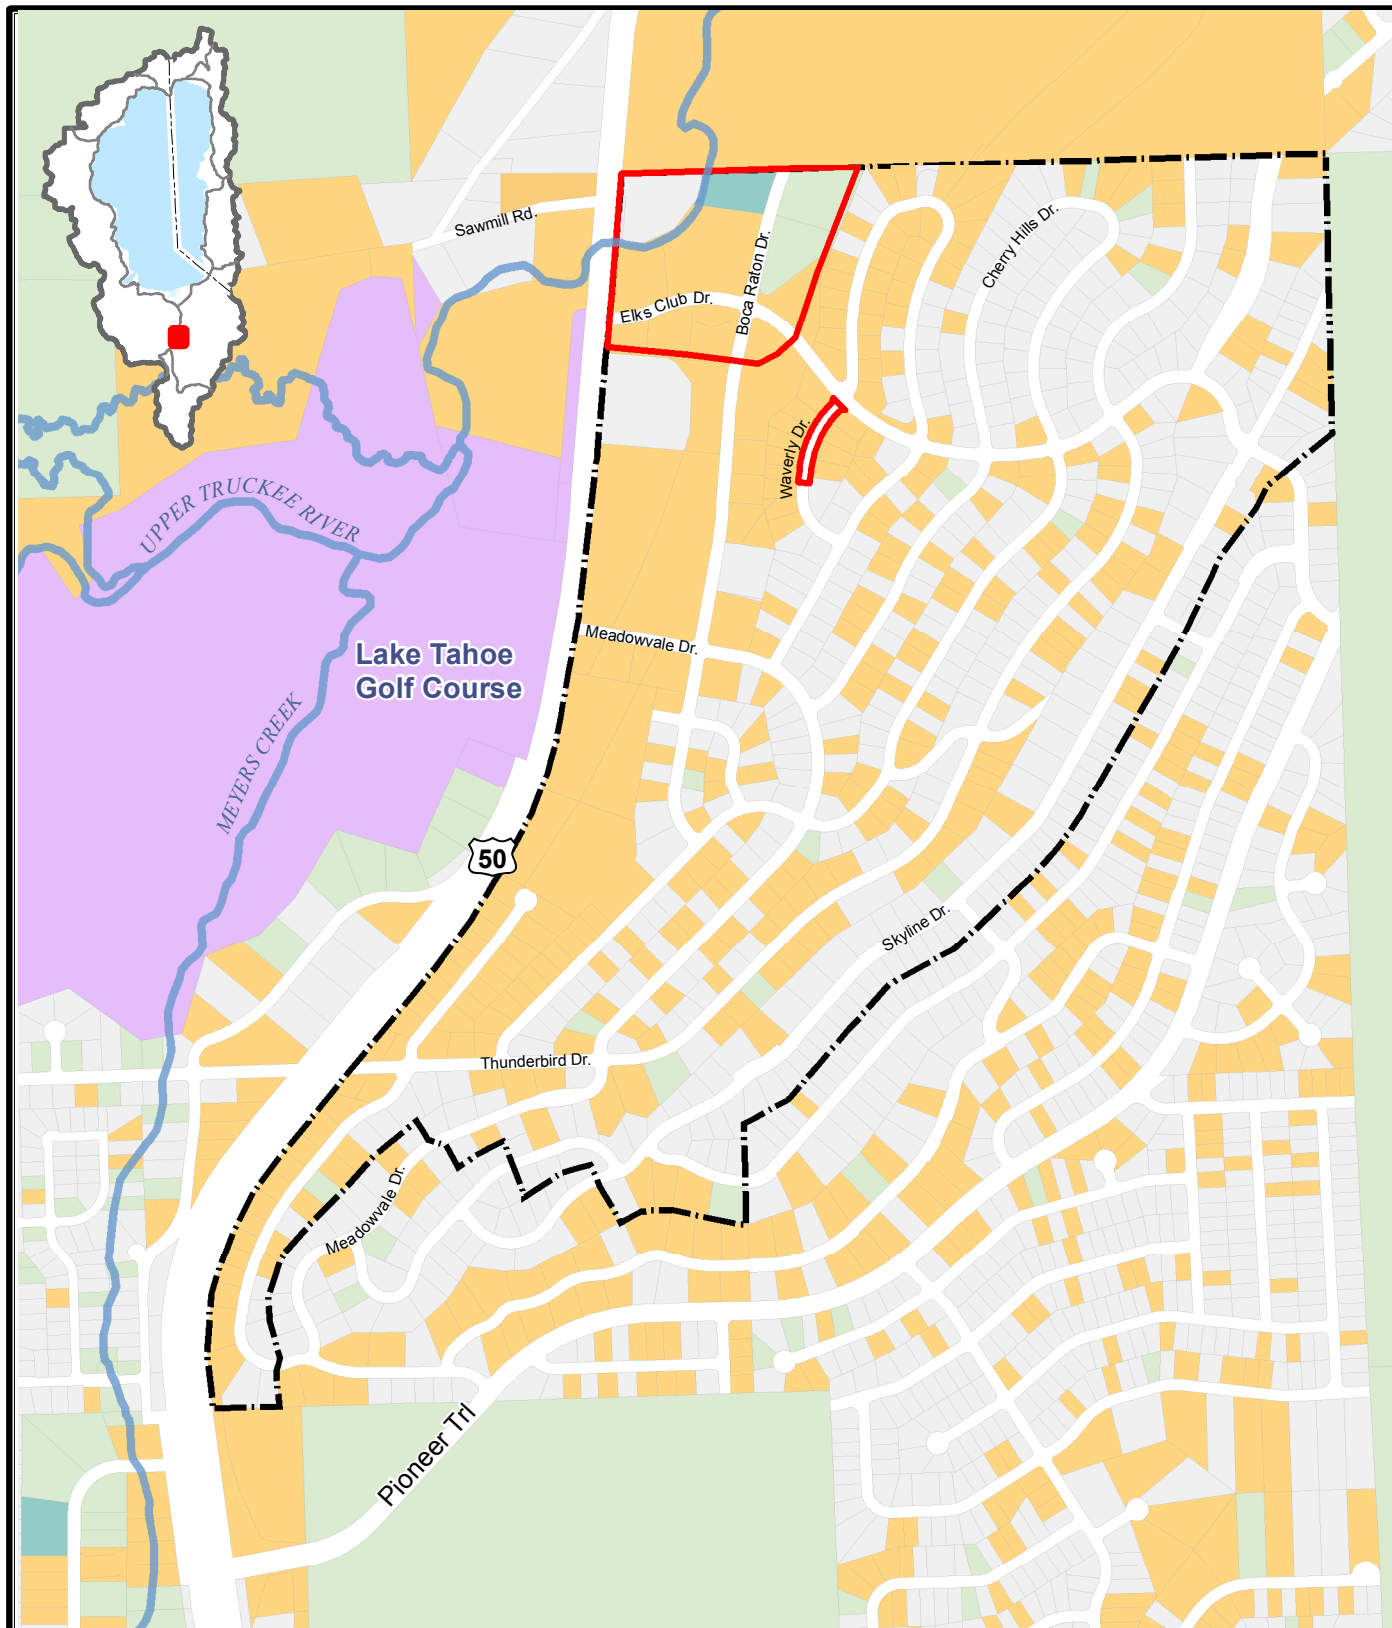 Sawmill Rd.
Cherry Hills Dr.
Boca Raton Dr.
Elks Club Dr.
Waverly Dr.
UPPER TRUCKEE RIVER
Meadowvale Dr.
Lake Tahoe
Golf Course
MEYERS CREEK
50
Skyline Dr.
Thunderbird Dr.
Meadowvale Dr.
Pioneer Trl